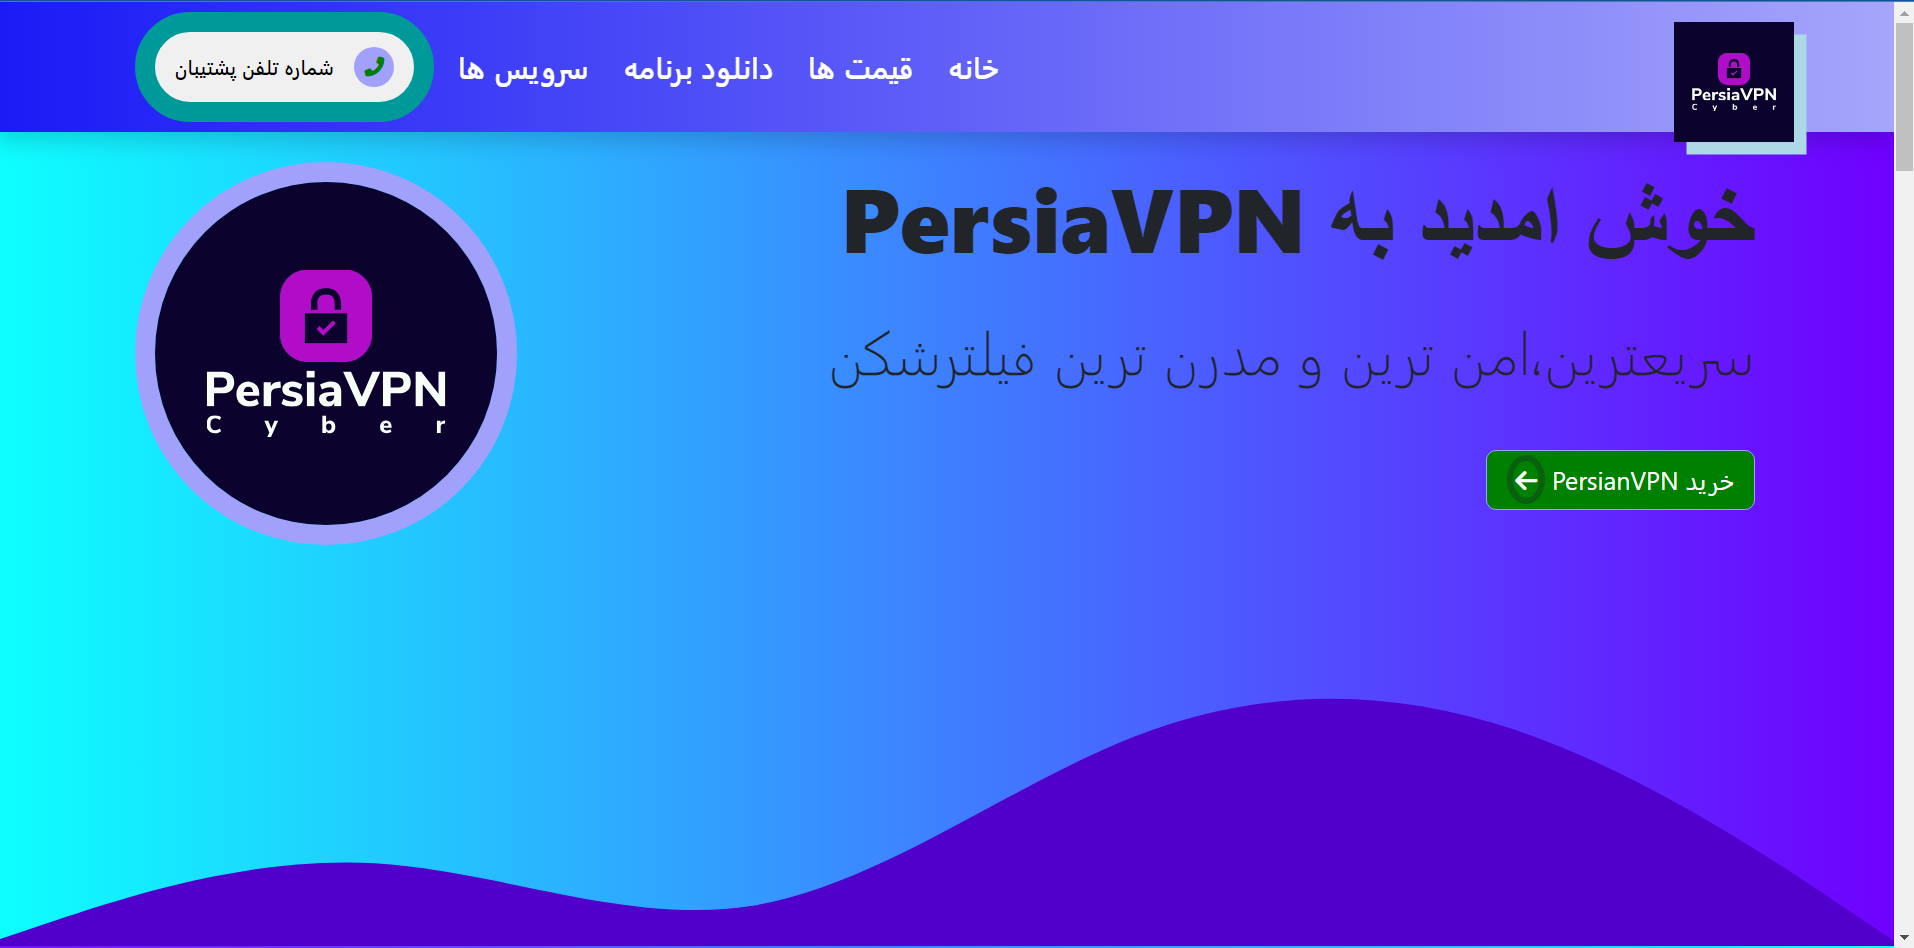 PersiaVPN
Cyber
خانه
قیمت ها
دانلود برنامه
سرویس ها
شماره تلفن پشتیبان
خوش امدید به PersiaVPN
سریعترین،امن ترین و مدرن ترین فیلترشکن
خرید PersianVPN
PersiaVPN
Cyber